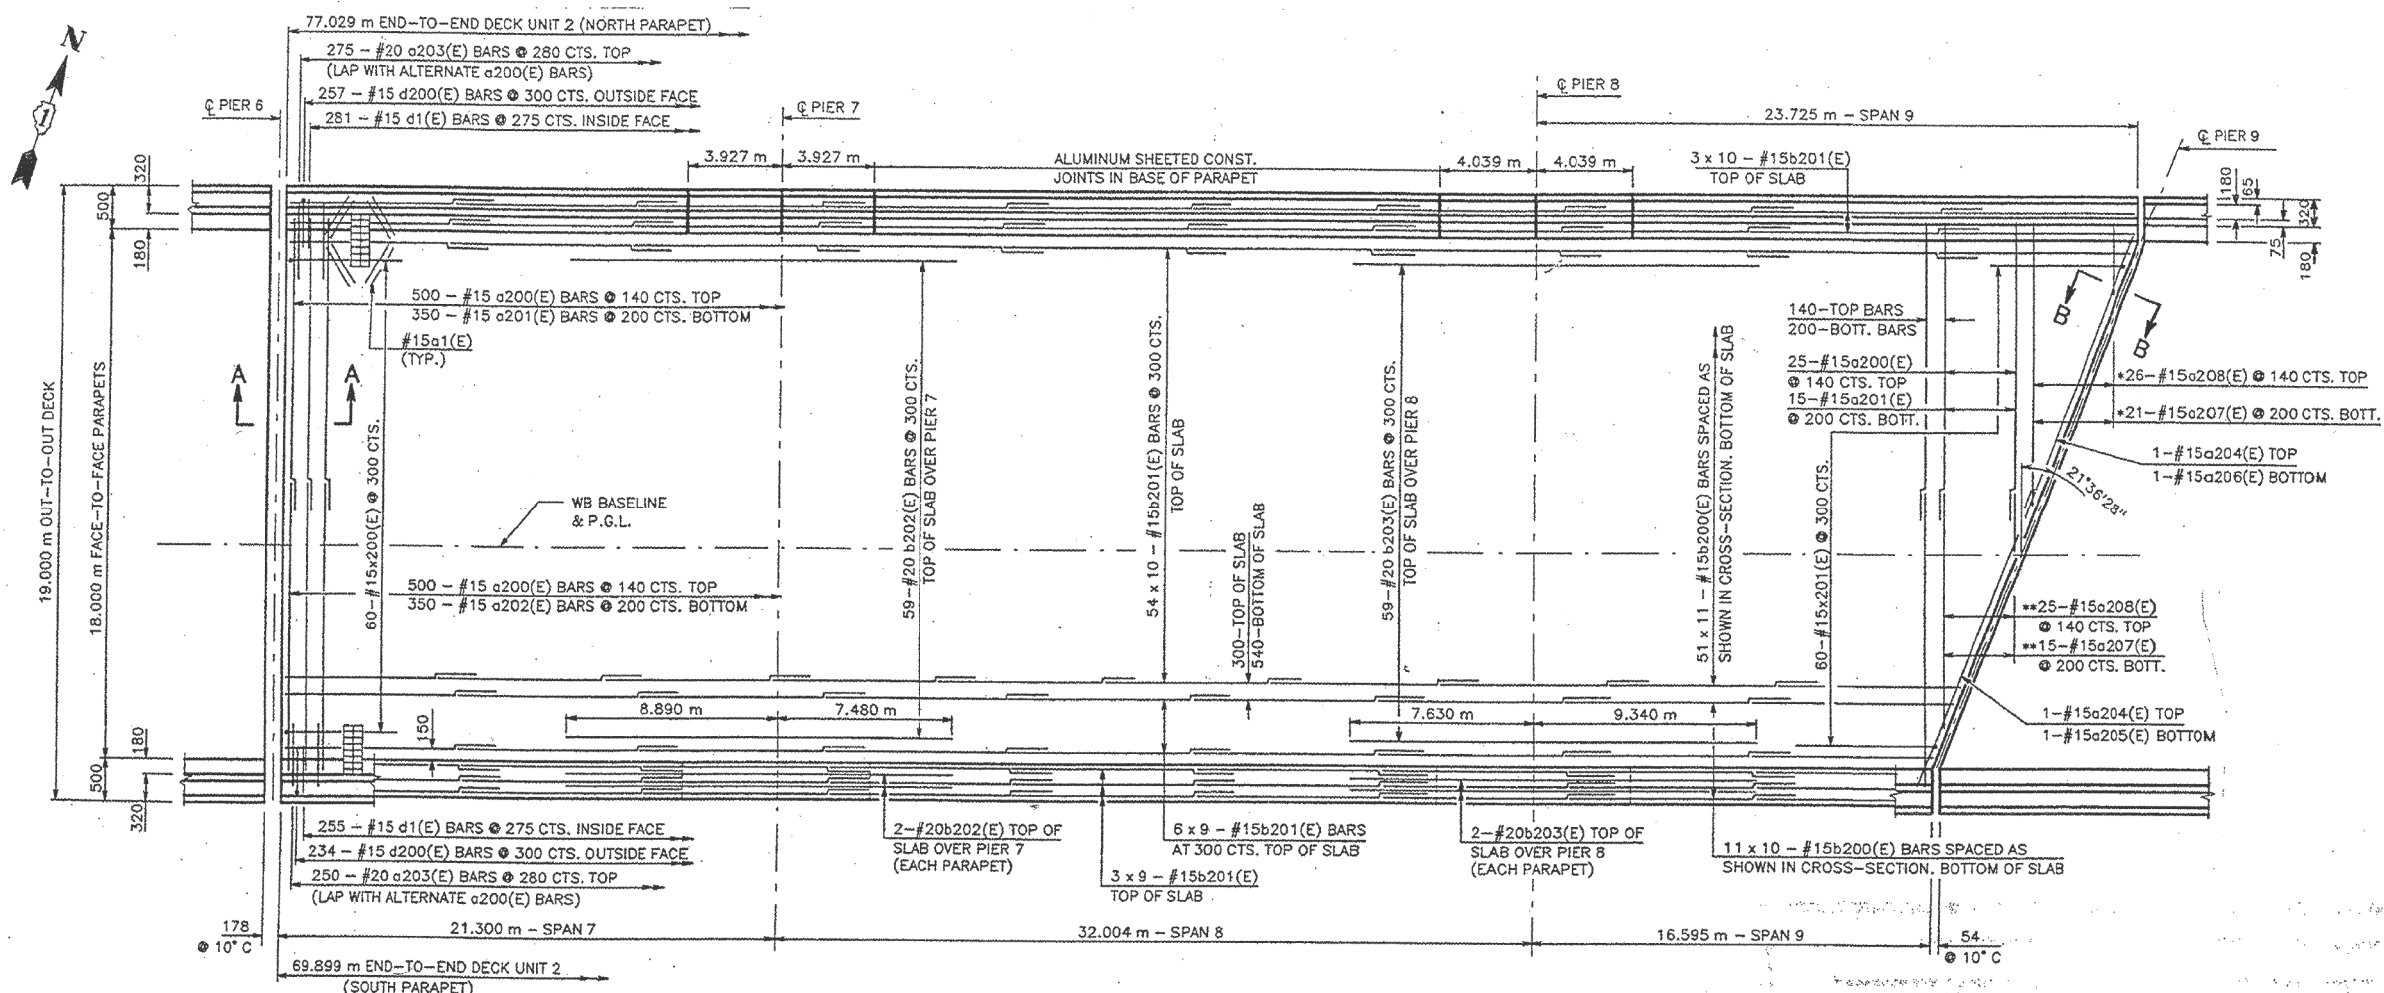 77.029 m END-TO-END DECK UNIT 2 (NORTH PARAPET)
275 - #20 a203(E) BARS @ 280 CTS. TOP
(LAP WITH ALTERNATE a200(E) BARS)
257 - #15 d200(E) BARS @ 300 CTS. OUTSIDE FACE
281 - #15 d1(E) BARS @ 275 CTS. INSIDE FACE
N
1
℄ PIER 6
℄ PIER 7
℄ PIER 8
23.725 m - SPAN 9
℄ PIER 9
3.927 m
3.927 m
ALUMINUM SHEETED CONST.
JOINTS IN BASE OF PARAPET
4.039 m
4.039 m
3 x 10 - #15b201(E)
TOP OF SLAB
320
500
180
180
65
320
75
180
500 - #15 a200(E) BARS @ 140 CTS. TOP
350 - #15 a201(E) BARS @ 200 CTS. BOTTOM
#15a1(E)
(TYP.)
A
A
B
B
140-TOP BARS
200-BOTT. BARS
25-#15a200(E)
@ 140 CTS. TOP
15-#15a201(E)
@ 200 CTS. BOTT.
*26-#15a208(E) @ 140 CTS. TOP
*21-#15a207(E) @ 200 CTS. BOTT.
1-#15a204(E) TOP
1-#15a206(E) BOTTOM
21°36'28"
19.000 m OUT-TO-OUT DECK
18.000 m FACE-TO-FACE PARAPETS
60-#15x200(E) @ 300 CTS.
59-#20 b202(E) BARS @ 300 CTS.
TOP OF SLAB OVER PIER 7
54 x 10 - #15b201(E) BARS @ 300 CTS.
TOP OF SLAB
300-TOP OF SLAB
540-BOTTOM OF SLAB
59-#20 b203(E) BARS @ 300 CTS.
TOP OF SLAB OVER PIER 8
51 x 11 - #15b200(E) BARS SPACED AS
SHOWN IN CROSS-SECTION. BOTTOM OF SLAB
60-#15x201(E) @ 300 CTS.
WB BASELINE
& P.G.L.
500 - #15 a200(E) BARS @ 140 CTS. TOP
350 - #15 a202(E) BARS @ 200 CTS. BOTTOM
**25-#15a208(E)
@ 140 CTS. TOP
**15-#15a207(E)
@ 200 CTS. BOTT.
1-#15a204(E) TOP
1-#15a205(E) BOTTOM
8.890 m
7.480 m
7.630 m
9.340 m
150
180
500
320
255 - #15 d1(E) BARS @ 275 CTS. INSIDE FACE
234 - #15 d200(E) BARS @ 300 CTS. OUTSIDE FACE
250 - #20 a203(E) BARS @ 280 CTS. TOP
(LAP WITH ALTERNATE a200(E) BARS)
2-#20b202(E) TOP OF
SLAB OVER PIER 7
(EACH PARAPET)
3 x 9 - #15b201(E)
TOP OF SLAB
6 x 9 - #15b201(E) BARS
AT 300 CTS. TOP OF SLAB
2-#20b203(E) TOP OF
SLAB OVER PIER 8
(EACH PARAPET)
11 x 10 - #15b200(E) BARS SPACED AS
SHOWN IN CROSS-SECTION. BOTTOM OF SLAB
178
@ 10° C
21.300 m - SPAN 7
32.004 m - SPAN 8
16.595 m - SPAN 9
54
@ 10° C
69.899 m END-TO-END DECK UNIT 2
(SOUTH PARAPET)